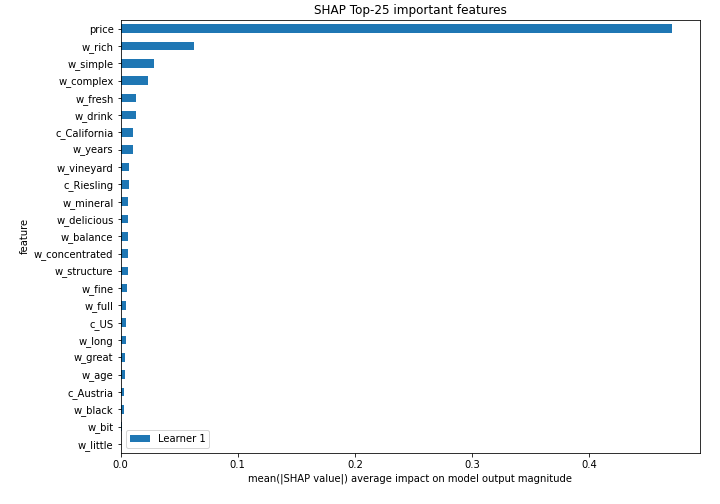 SHAP Top-25 important features
price
w_rich
w_simple
w_complex
w_fresh
w_drink
c_California
w_years
w_vineyard
c_Riesling
w_mineral
w_delicious
w_balance
w_concentrated
w_structure
w_fine
w_full
c_US
w_long
w_great
w_age
c_Austria
w_black
w_bit
w_little
feature
Learner 1
0.0 0.1 0.2 0.3 0.4
mean(|SHAP value|) average impact on model output magnitude